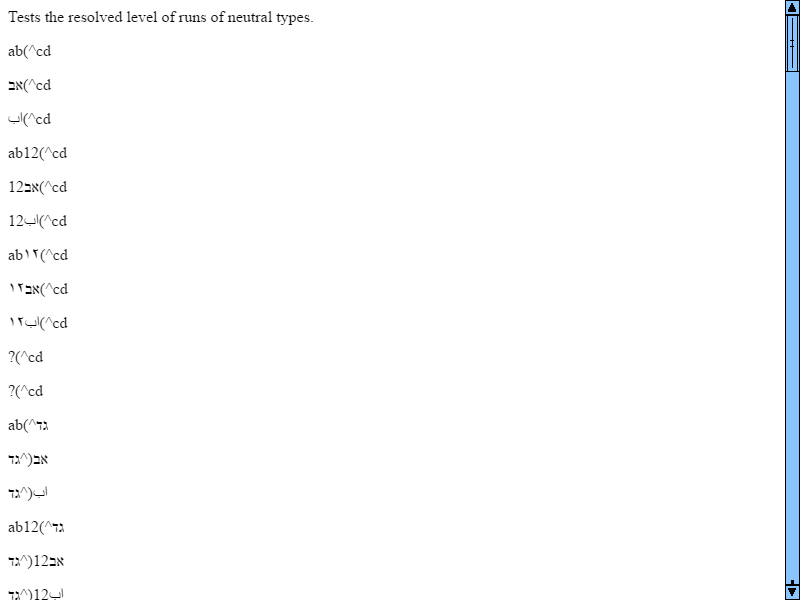 Tests the resolved level of runs of neutral types.
ab(^cd
אב(^cd
اب(^cd
ab12(^cd
אב12(^cd
اب12(^cd
ab١٢(^cd
אב١٢(^cd
اب١٢(^cd
?(^cd
?(^cd
ab(^גד
אב(^גד
اب(^גד
ab12(^גד
אב12(^גד
اب12(^גד